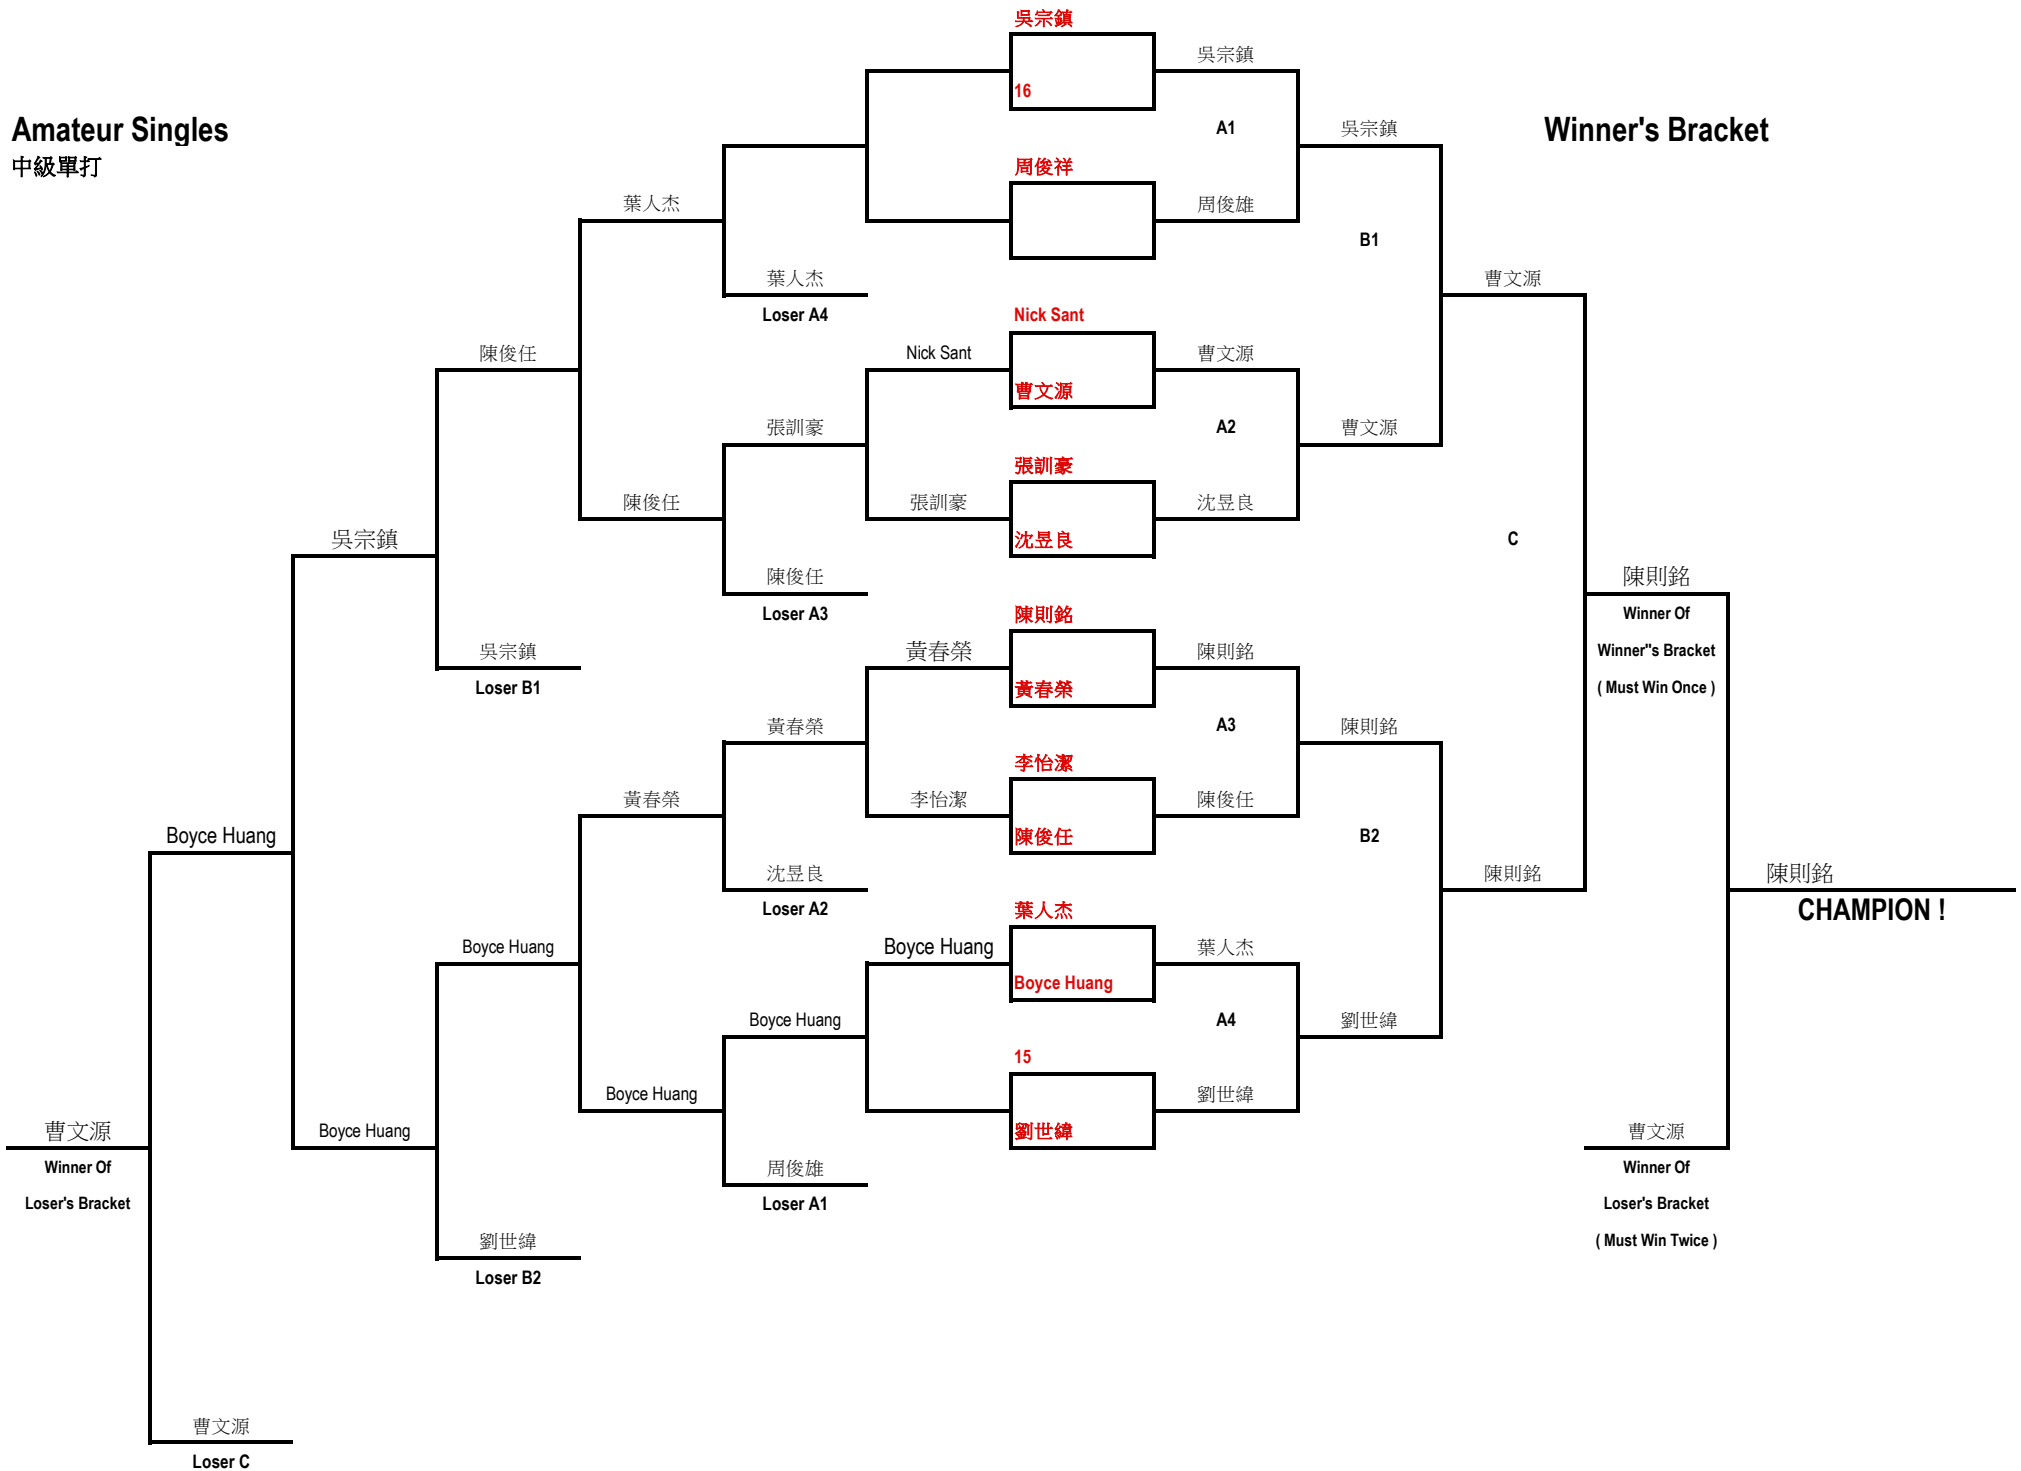 吳宗鎮
吳宗鎮
16
Amateur Singles
A1
吳宗鎮
Winner's Bracket
中級單打
周俊祥
葉人杰
周俊雄
B1
葉人杰
曹文源
Loser A4
Nick Sant
陳俊任
Nick Sant
曹文源
曹文源
張訓豪
A2
曹文源
張訓豪
陳俊任
張訓豪
沈昱良
吳宗鎮
沈昱良
C
陳俊任
陳則銘
Loser A3
陳則銘
Winner Of
吳宗鎮
黃春榮
陳則銘
Winner"s Bracket
Loser B1
黃春榮
( Must Win Once )
黃春榮
A3
陳則銘
李怡潔
黃春榮
李怡潔
陳俊任
Boyce Huang
陳俊任
B2
沈昱良
陳則銘
陳則銘
Loser A2
葉人杰
CHAMPION !
Boyce Huang
Boyce Huang
葉人杰
Boyce Huang
Boyce Huang
A4
劉世緯
15
Boyce Huang
劉世緯
曹文源
Boyce Huang
劉世緯
曹文源
Winner Of
周俊雄
Winner Of
Loser's Bracket
Loser A1
Loser's Bracket
劉世緯
( Must Win Twice )
Loser B2
曹文源
Loser C